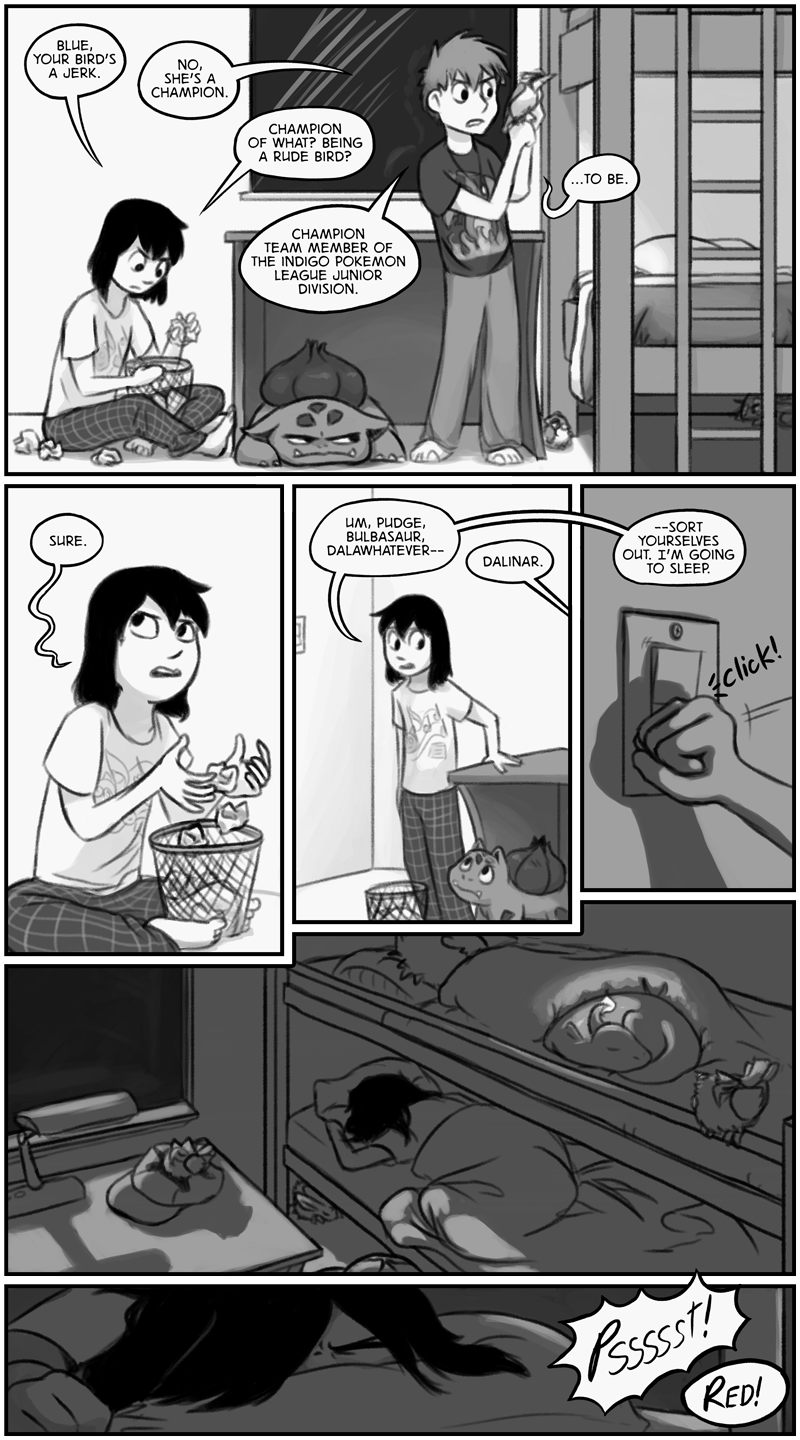 BLUE,
YOUR BIRD'S
A JERK.
NO,
SHE'S A
CHAMPION.
CHAMPION
OF WHAT? BEING
A RUDE BIRD?
CHAMPION
TEAM MEMBER OF
THE INDIGO POKEMON
LEAGUE JUNIOR
DIVISION.
...TO BE.
SURE.
UM, PUDGE,
BULBASAUR,
DALAWHATEVER--
DALINAR.
--SORT
YOURSELVES
OUT. I'M GOING
TO SLEEP.
CLICK!
PSSSSST!
RED!